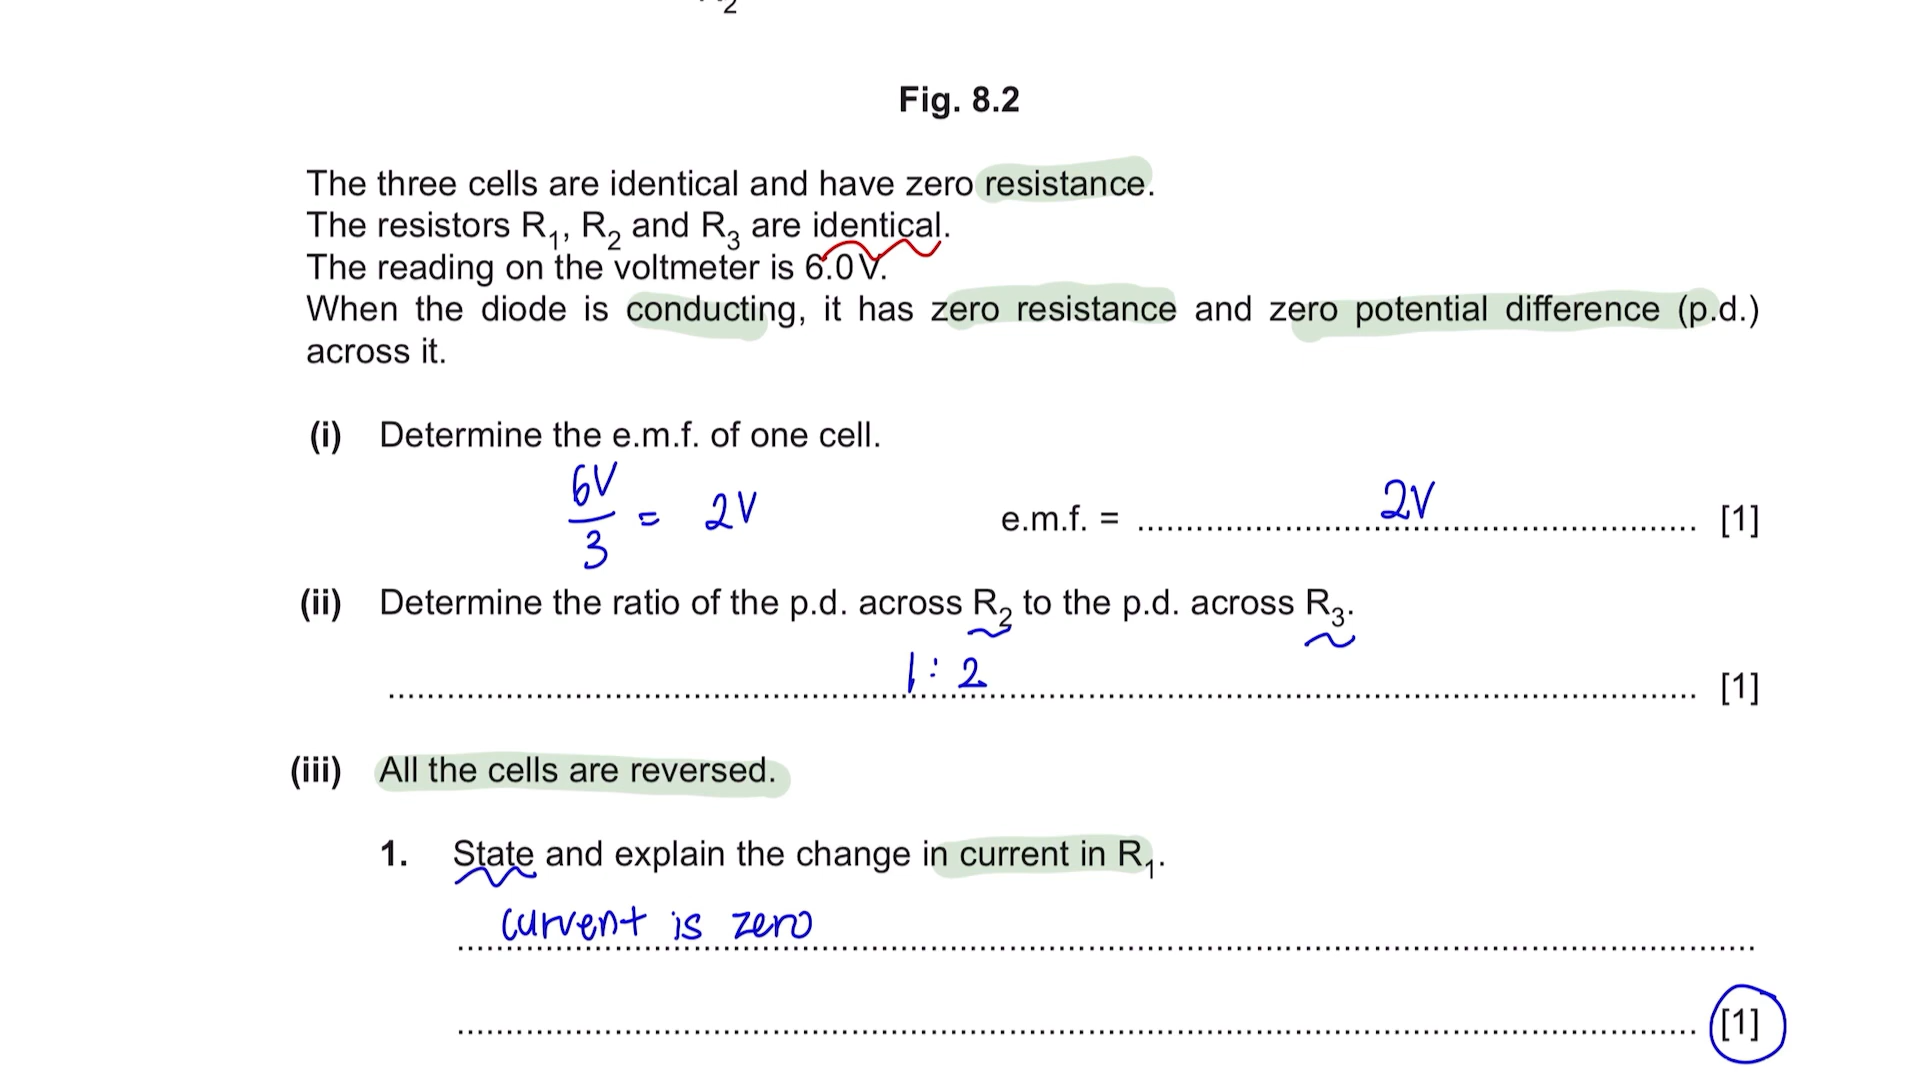 2
Fig. 8.2
The three cells are identical and have zero resistance.
The resistors R1, R2 and R3 are identical.
The reading on the voltmeter is 6.0V.
When the diode is conducting, it has zero resistance and zero potential difference (p.d.)
across it.
(i) Determine the e.m.f. of one cell.
6V
3
= 2V
e.m.f. = 2V [1]
(ii) Determine the ratio of the p.d. across R2 to the p.d. across R3.
1 : 2 [1]
(iii) All the cells are reversed.
1. State and explain the change in current in R1.
current is zero
[1]